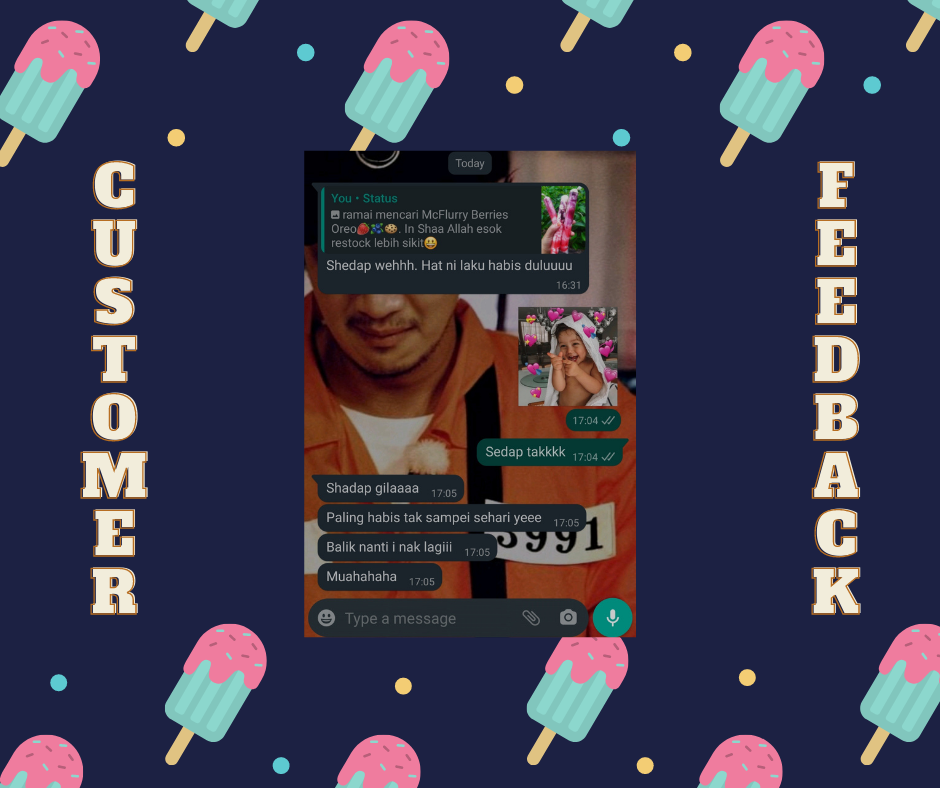 CUSTOMER
FEEDBACK
Today
You • Status
ramai mencari McFlurry Berries
Oreo🍓🫐🍪. In Shaa Allah esok
restock lebih sikit😃
Shedap wehhh. Hat ni laku habis duluuuu
16:31
17:04
Sedap takkkk 17:04
Shadap gilaaaa 17:05
Paling habis tak sampei sehari yeee 17:05
3991
Balik nanti i nak lagiii 17:05
Muahahaha 17:05
Type a message